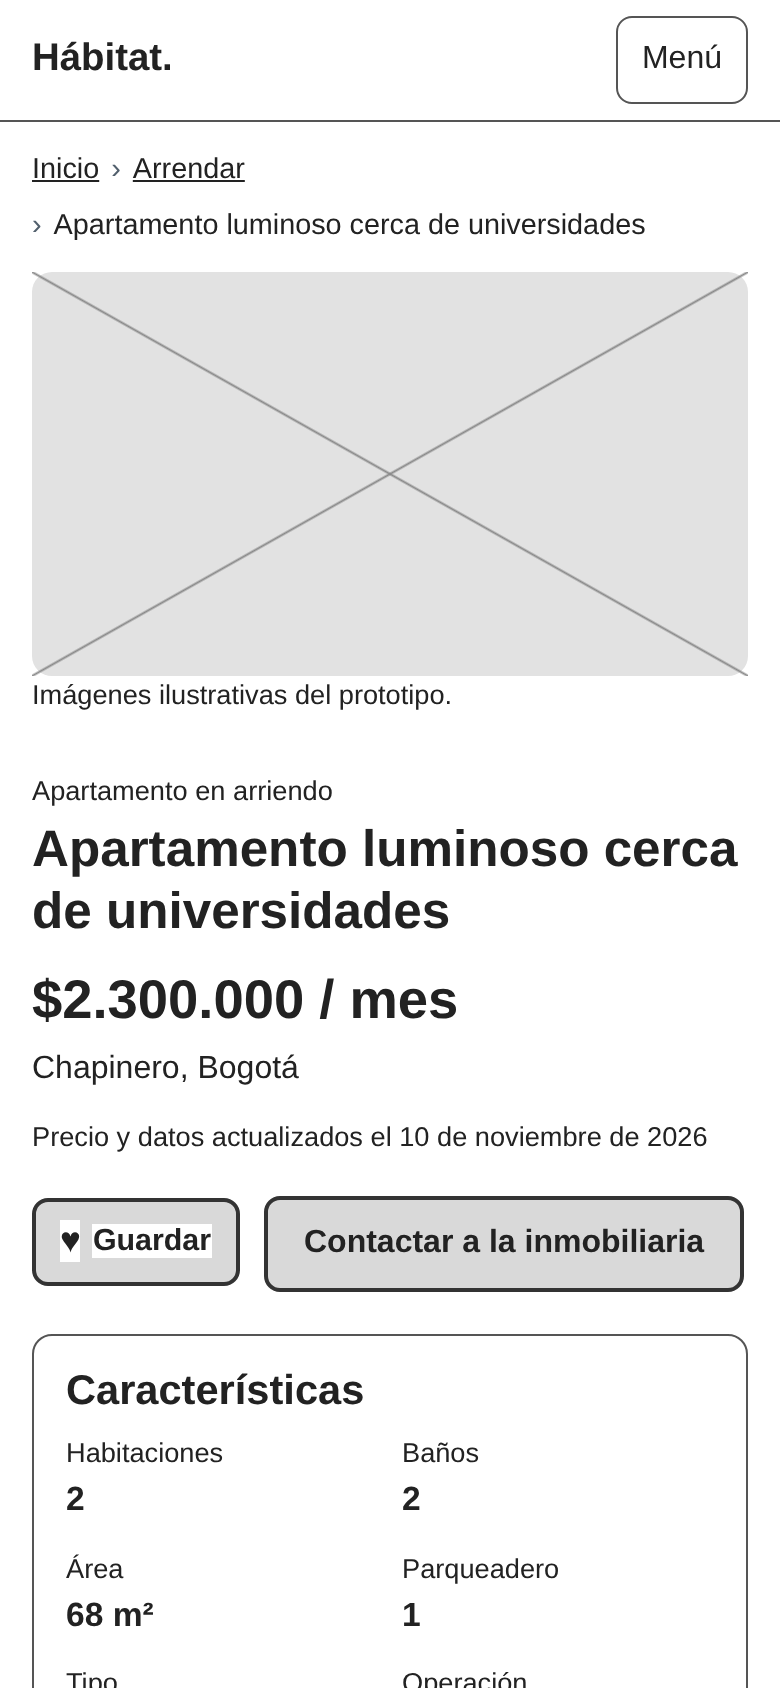 Hábitat.
Menú
Inicio › Arrendar
› Apartamento luminoso cerca de universidades
Imágenes ilustrativas del prototipo.
Apartamento en arriendo
Apartamento luminoso cerca
de universidades
$2.300.000 / mes
Chapinero, Bogotá
Precio y datos actualizados el 10 de noviembre de 2026
♥ Guardar
Contactar a la inmobiliaria
Características
Habitaciones
2
Baños
2
Área
68 m²
Parqueadero
1
Tipo
Operación